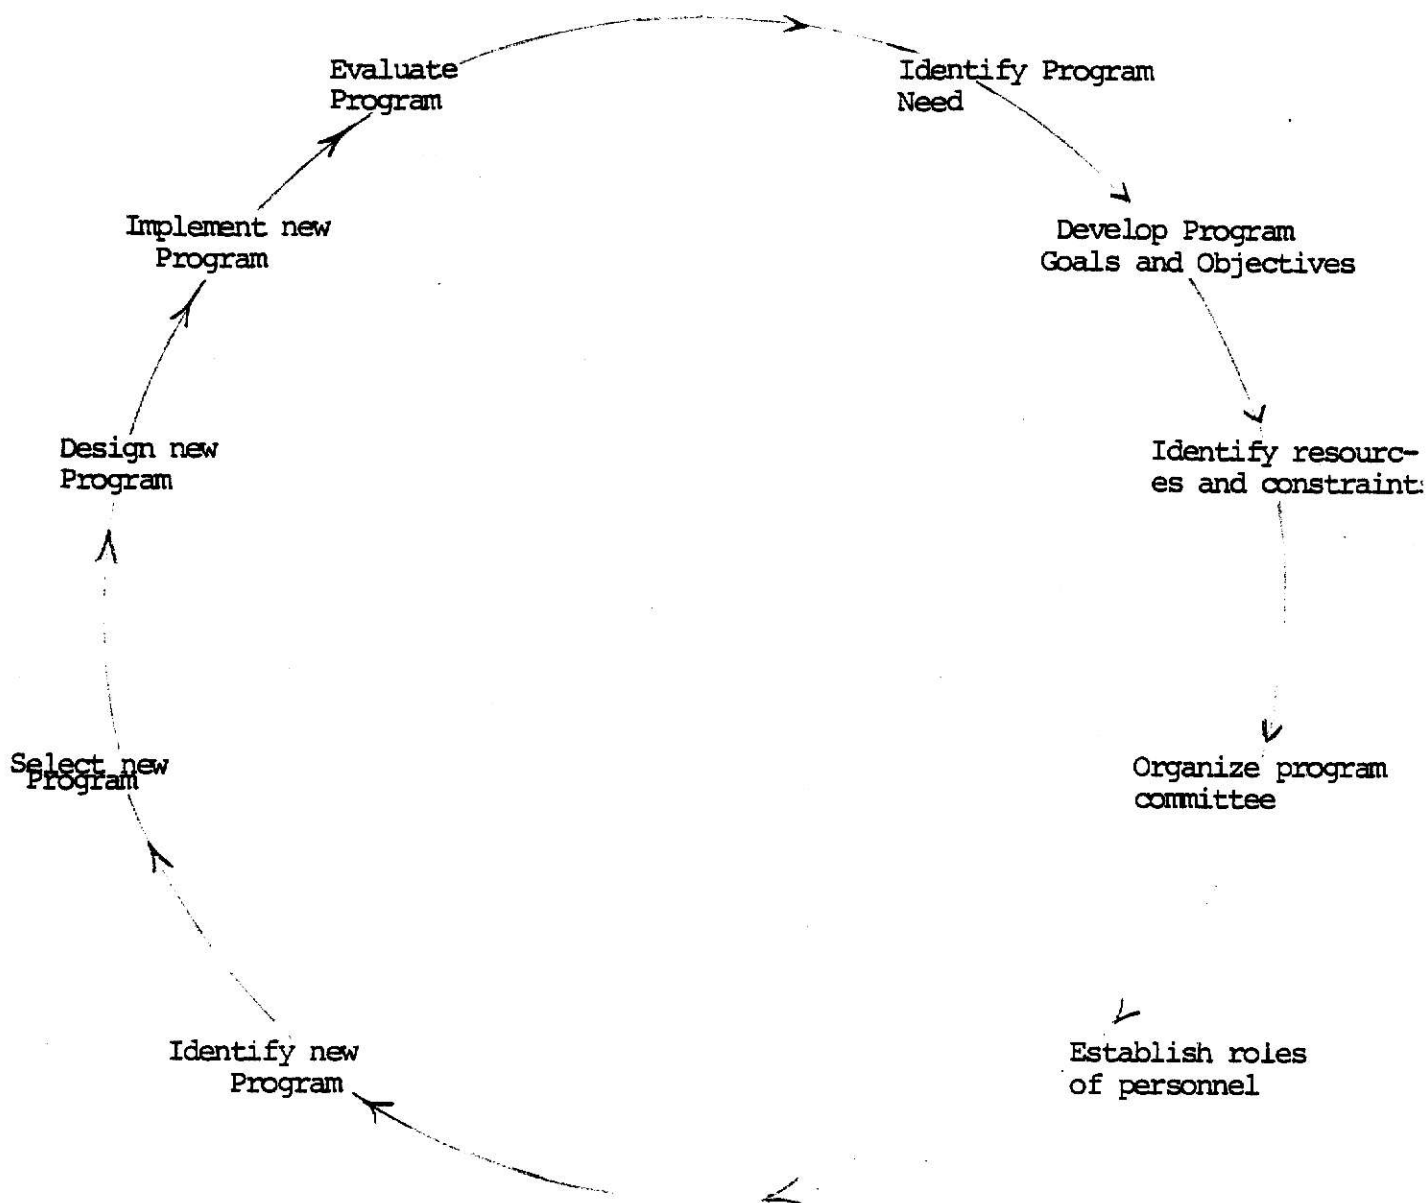 Evaluate
Program
Identify Program
Need
Develop Program
Goals and Objectives
Identify resourc-
es and constraints
Organize program
committee
Establish roles
of personnel
Identify new
Program
Select new
Program
Design new
Program
Implement new
Program